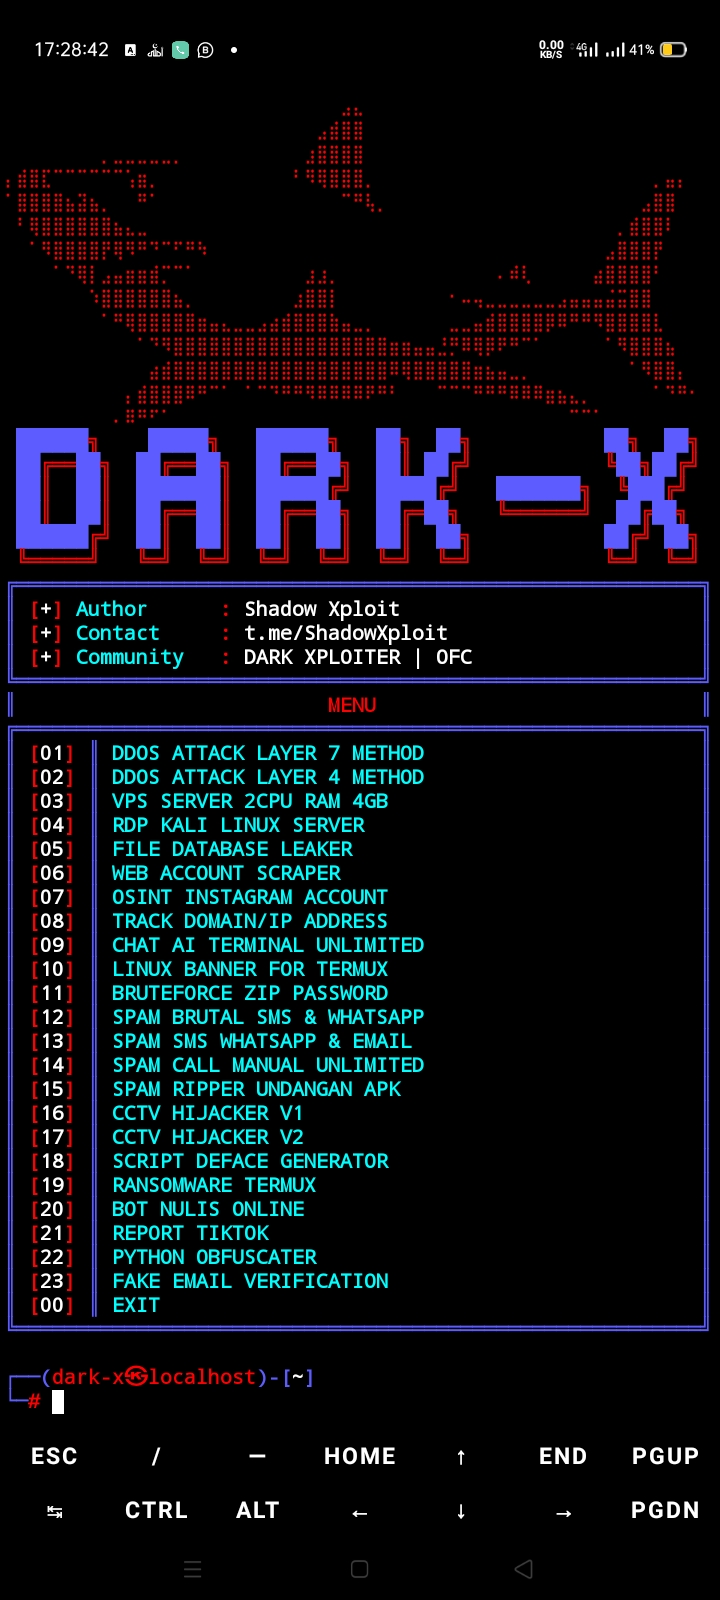 17:28:42 0.00 KB/S 4G 41%
DARK-X
[+] Author : Shadow Xploit
[+] Contact : t.me/ShadowXploit
[+] Community : DARK XPLOITER | OFC
MENU
[01] DDOS ATTACK LAYER 7 METHOD
[02] DDOS ATTACK LAYER 4 METHOD
[03] VPS SERVER 2CPU RAM 4GB
[04] RDP KALI LINUX SERVER
[05] FILE DATABASE LEAKER
[06] WEB ACCOUNT SCRAPER
[07] OSINT INSTAGRAM ACCOUNT
[08] TRACK DOMAIN/IP ADDRESS
[09] CHAT AI TERMINAL UNLIMITED
[10] LINUX BANNER FOR TERMUX
[11] BRUTEFORCE ZIP PASSWORD
[12] SPAM BRUTAL SMS & WHATSAPP
[13] SPAM SMS WHATSAPP & EMAIL
[14] SPAM CALL MANUAL UNLIMITED
[15] SPAM RIPPER UNDANGAN APK
[16] CCTV HIJACKER V1
[17] CCTV HIJACKER V2
[18] SCRIPT DEFACE GENERATOR
[19] RANSOMWARE TERMUX
[20] BOT NULIS ONLINE
[21] REPORT TIKTOK
[22] PYTHON OBFUSCATER
[23] FAKE EMAIL VERIFICATION
[00] EXIT
┌──(dark-x㉿localhost)-[~]
└─#
ESC / — HOME ↑ END PGUP
↹ CTRL ALT ← ↓ → PGDN